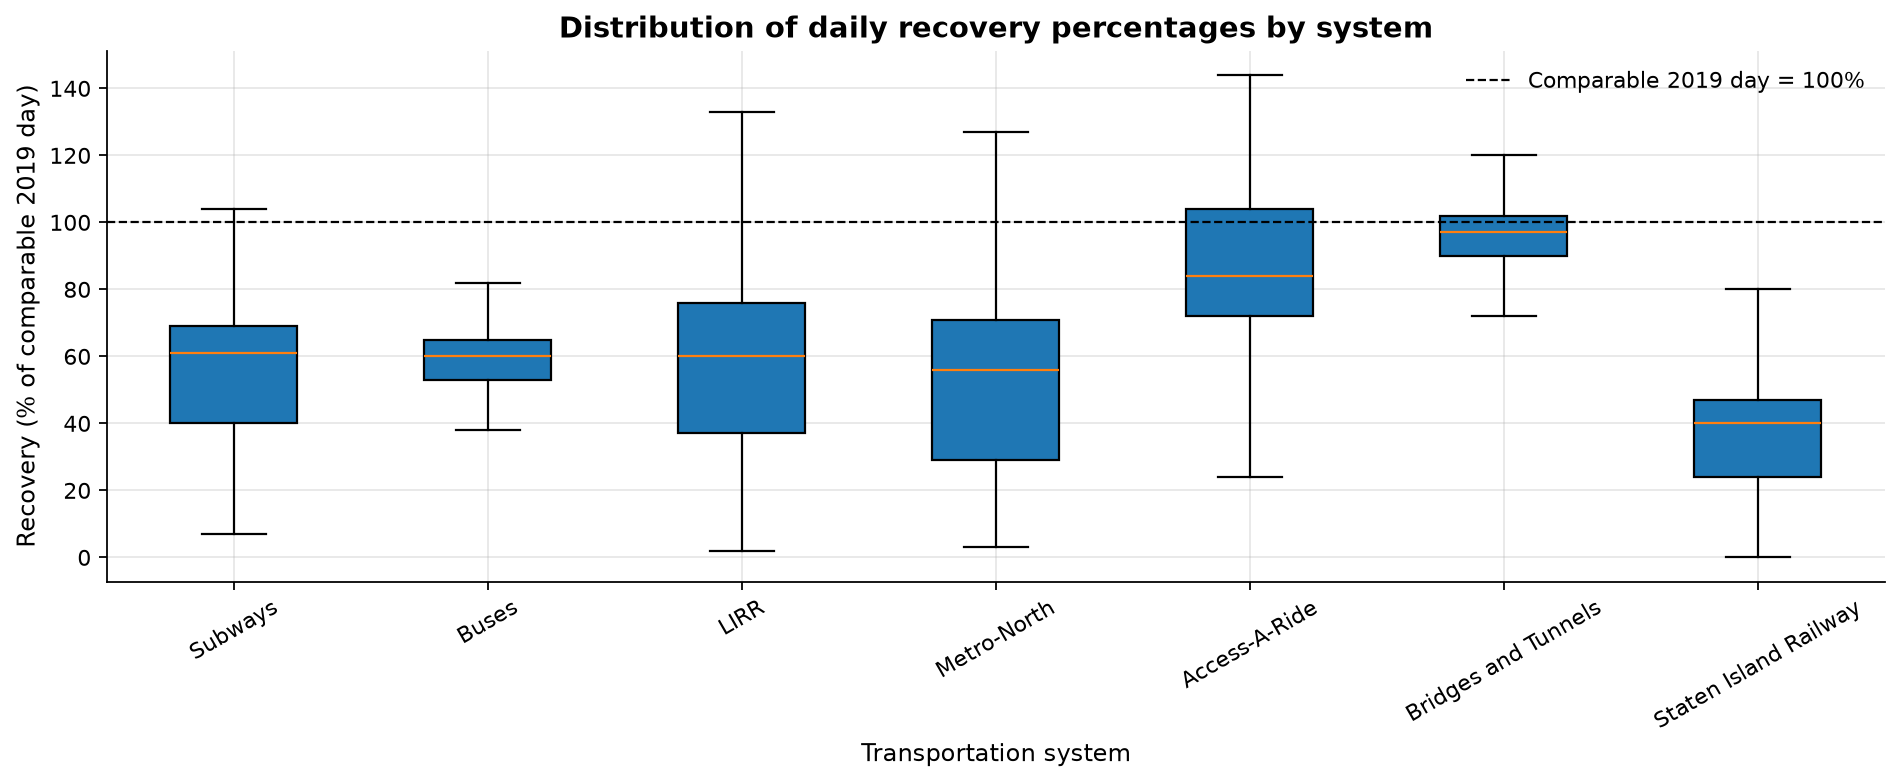 Distribution of daily recovery percentages by system
Comparable 2019 day = 100%
Recovery (% of comparable 2019 day)
140
120
100
80
60
40
20
0
Subways
Buses
LIRR
Metro-North
Access-A-Ride
Bridges and Tunnels
Staten Island Railway
Transportation system